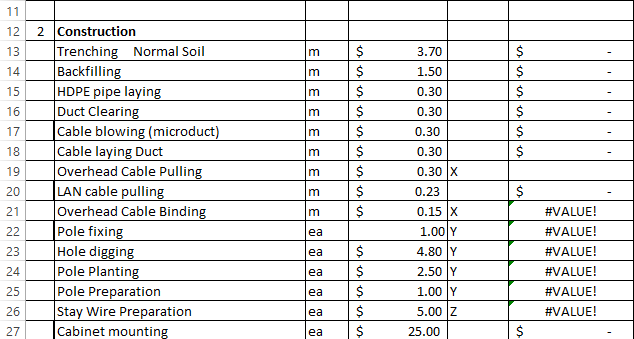 11
12 2 Construction
13 Trenching Normal Soil m $ 3.70 $ -
14 Backfilling m $ 1.50 $ -
15 HDPE pipe laying m $ 0.30 $ -
16 Duct Clearing m $ 0.30 $ -
17 Cable blowing (microduct) m $ 0.30 $ -
18 Cable laying Duct m $ 0.30 $ -
19 Overhead Cable Pulling m $ 0.30 X
20 LAN cable pulling m $ 0.23 $ -
21 Overhead Cable Binding m $ 0.15 X #VALUE!
22 Pole fixing ea 1.00 Y #VALUE!
23 Hole digging ea $ 4.80 Y #VALUE!
24 Pole Planting ea $ 2.50 Y #VALUE!
25 Pole Preparation ea $ 1.00 Y #VALUE!
26 Stay Wire Preparation ea $ 5.00 Z #VALUE!
27 Cabinet mounting ea $ 25.00 $ -